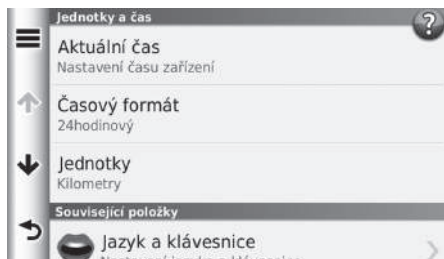 Jednotky a čas
?
Aktuální čas
Nastavení času zařízení
Časový formát
24hodinový
Jednotky
Kilometry
Související položky
Jazyk a klávesnice